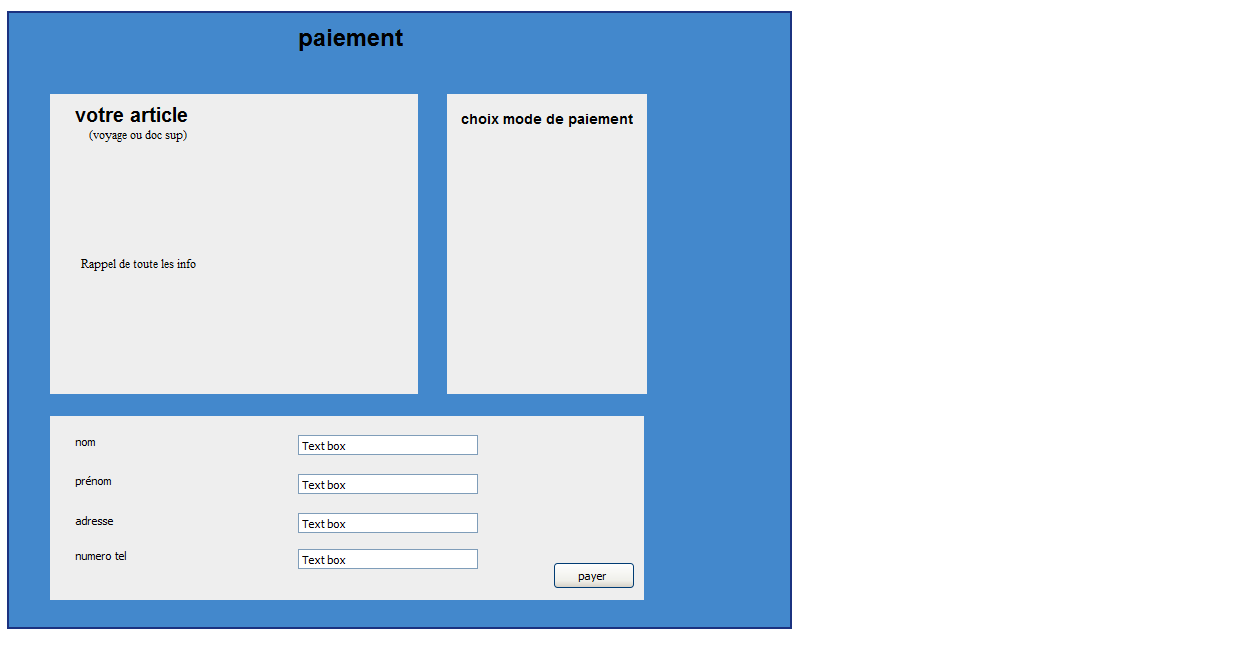 paiement
votre article
(voyage ou doc sup)
Rappel de toute les info
choix mode de paiement
nom
Text box
prénom
Text box
adresse
Text box
numero tel
Text box
payer